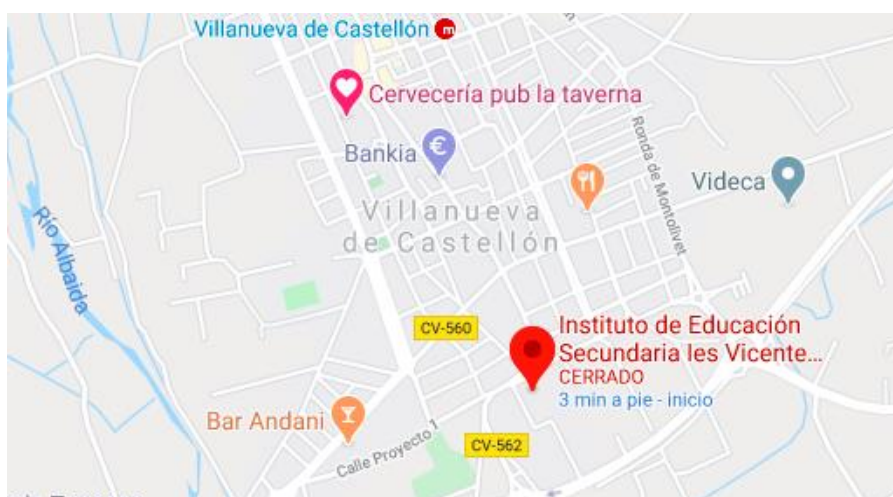 Villanueva de Castellón m
Cervecería pub la taverna
Ronda de Montolivet
Bankia €
Videca
Villanueva
de Castellón
Río Albaida
CV-560
Instituto de Educación
Secundaria Ies Vicente...
CERRADO
3 min a pie - inicio
Bar Andani
Calle Proyecto 1
CV-562